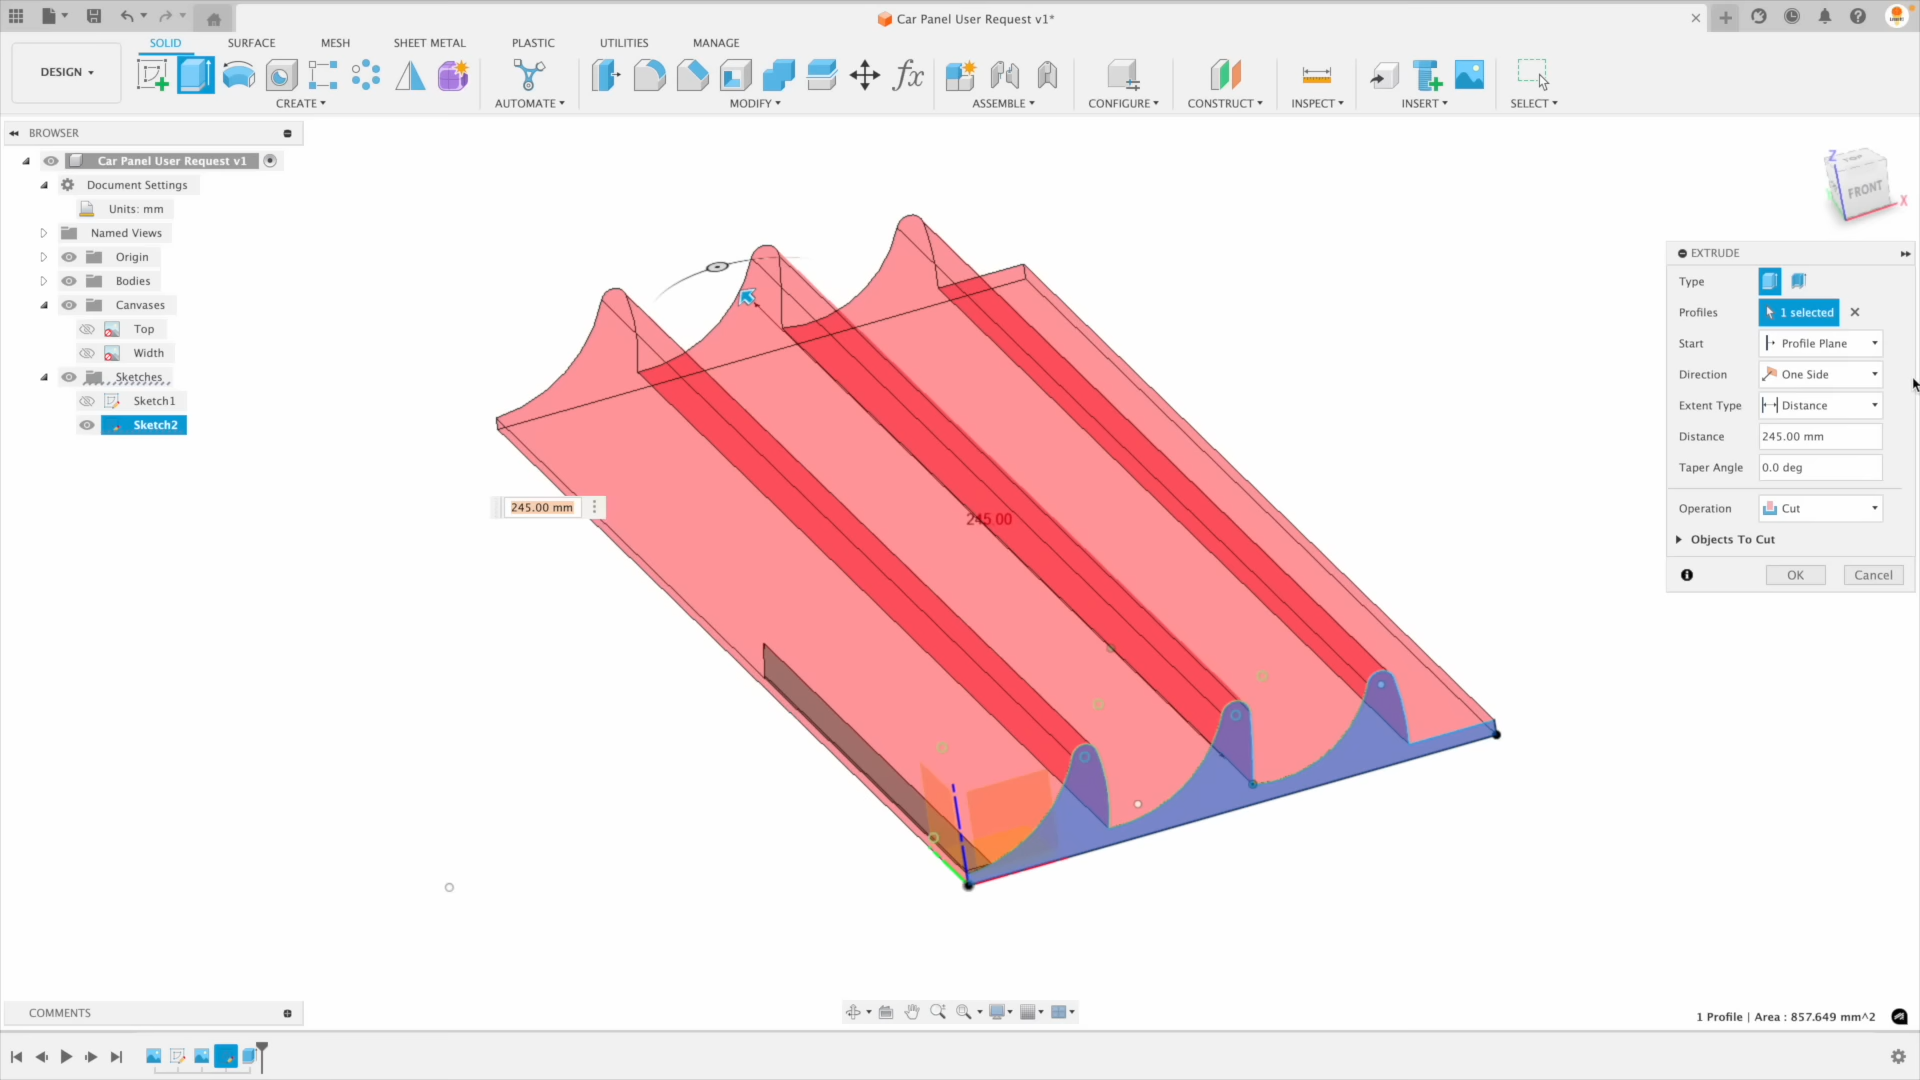 Car Panel User Request v1*
DESIGN
SOLID
SURFACE
MESH
SHEET METAL
PLASTIC
UTILITIES
MANAGE
CREATE
AUTOMATE
MODIFY
ASSEMBLE
CONFIGURE
CONSTRUCT
INSPECT
INSERT
SELECT
fx
BROWSER
Car Panel User Request v1
Document Settings
Units: mm
Named Views
Origin
Bodies
Canvases
Top
Width
Sketches
Sketch1
Sketch2
245.00 mm
245.00
Z
TOP
FRONT
X
EXTRUDE
Type
Profiles 1 selected
Start Profile Plane
Direction One Side
Extent Type Distance
Distance 245.00 mm
Taper Angle 0.0 deg
Operation Cut
Objects To Cut
OK Cancel
COMMENTS
1 Profile | Area : 857.649 mm^2